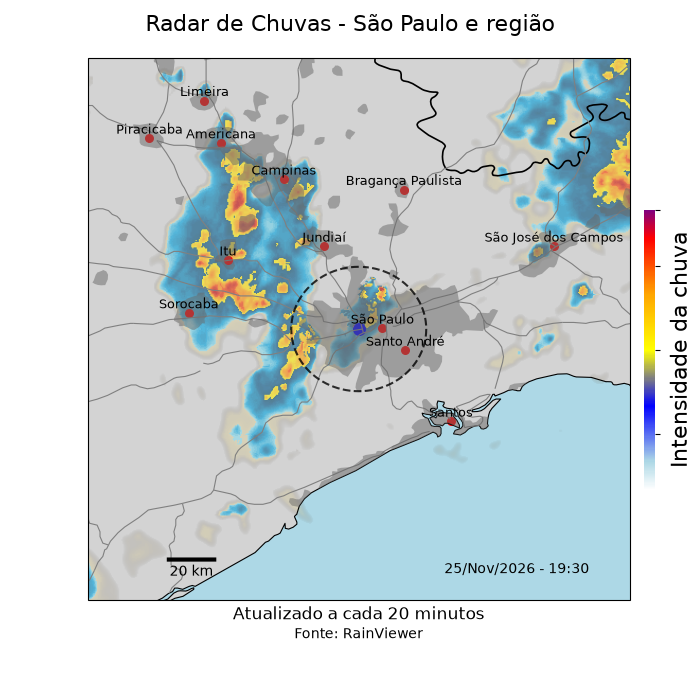 Radar de Chuvas - São Paulo e região
Limeira
Piracicaba
Americana
Campinas
Bragança Paulista
Jundiaí
São José dos Campos
Itu
Sorocaba
São Paulo
Santo André
Santos
Intensidade da chuva
20 km
25/Nov/2026 - 19:30
Atualizado a cada 20 minutos
Fonte: RainViewer